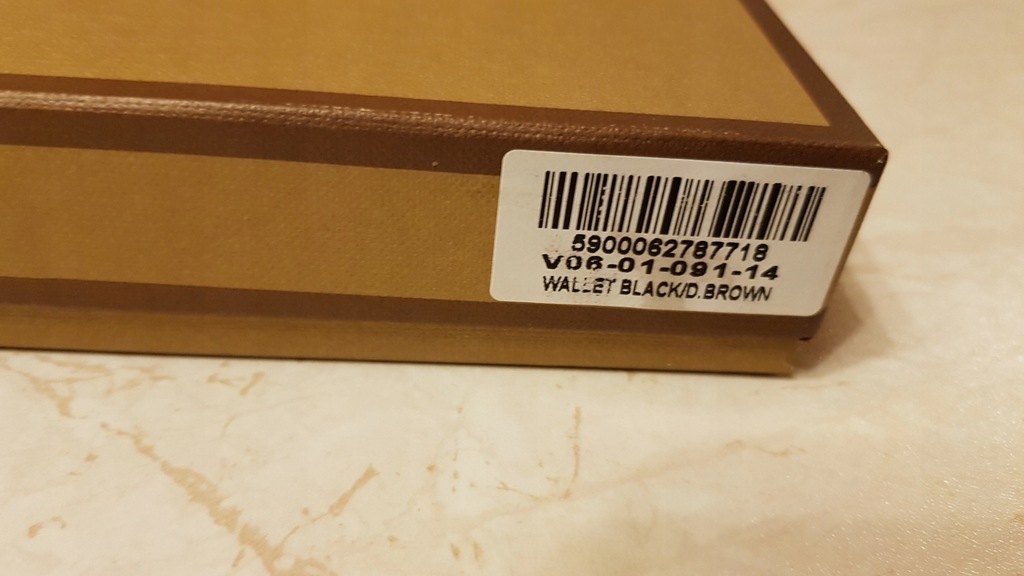 5900062787718
V06-01-091-14
WALLET BLACK/D.BROWN